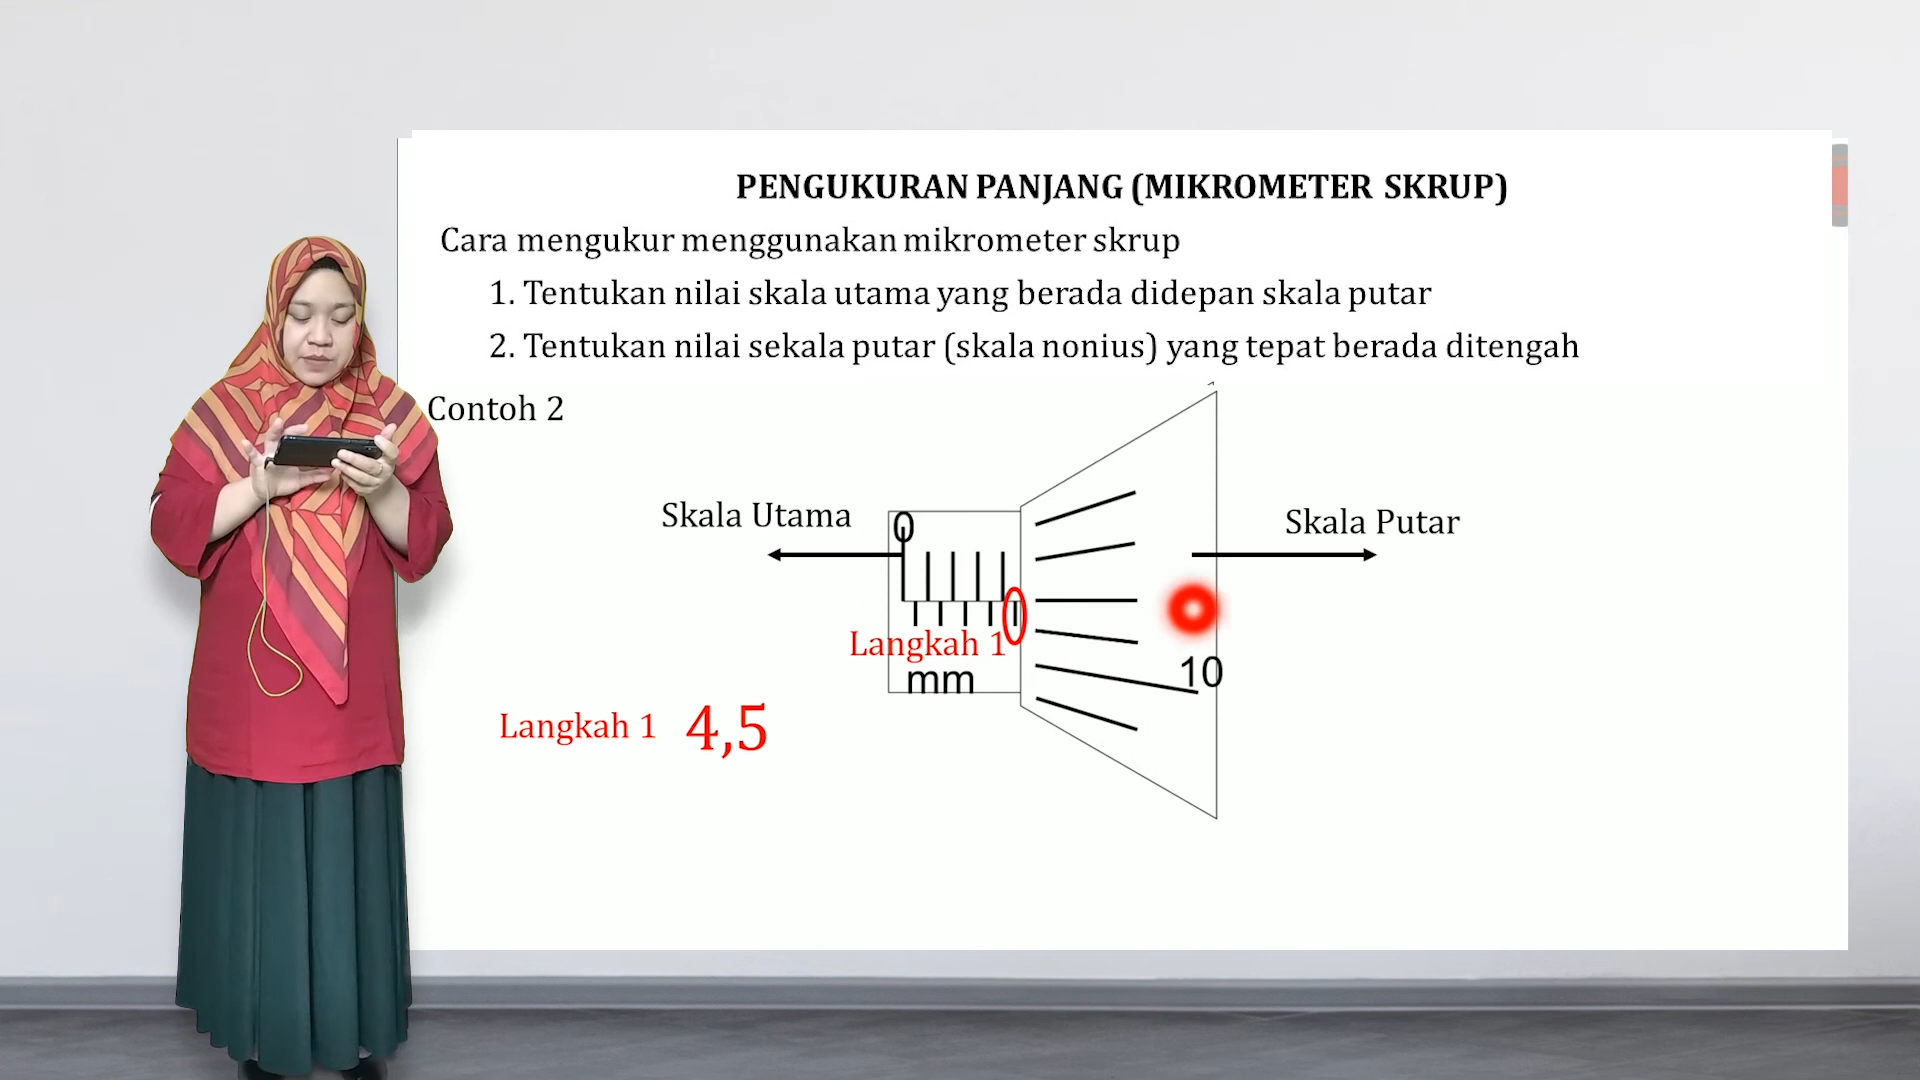 PENGUKURAN PANJANG (MIKROMETER SKRUP)
Cara mengukur menggunakan mikrometer skrup
1. Tentukan nilai skala utama yang berada didepan skala putar
2. Tentukan nilai sekala putar (skala nonius) yang tepat berada ditengah
Contoh 2
Skala Utama
0
Skala Putar
Langkah 1
mm
10
Langkah 1 4,5